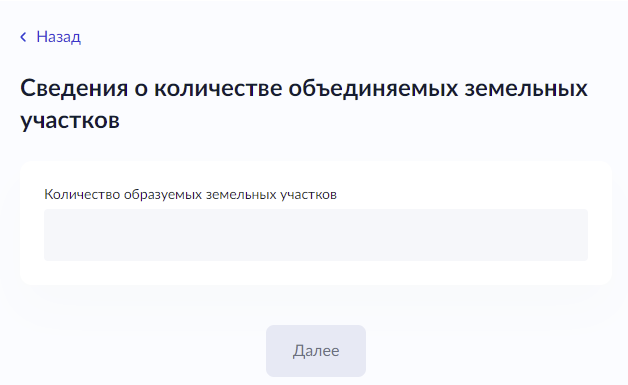 Назад
Сведения о количестве объединяемых земельных
участков
Количество образуемых земельных участков
Далее